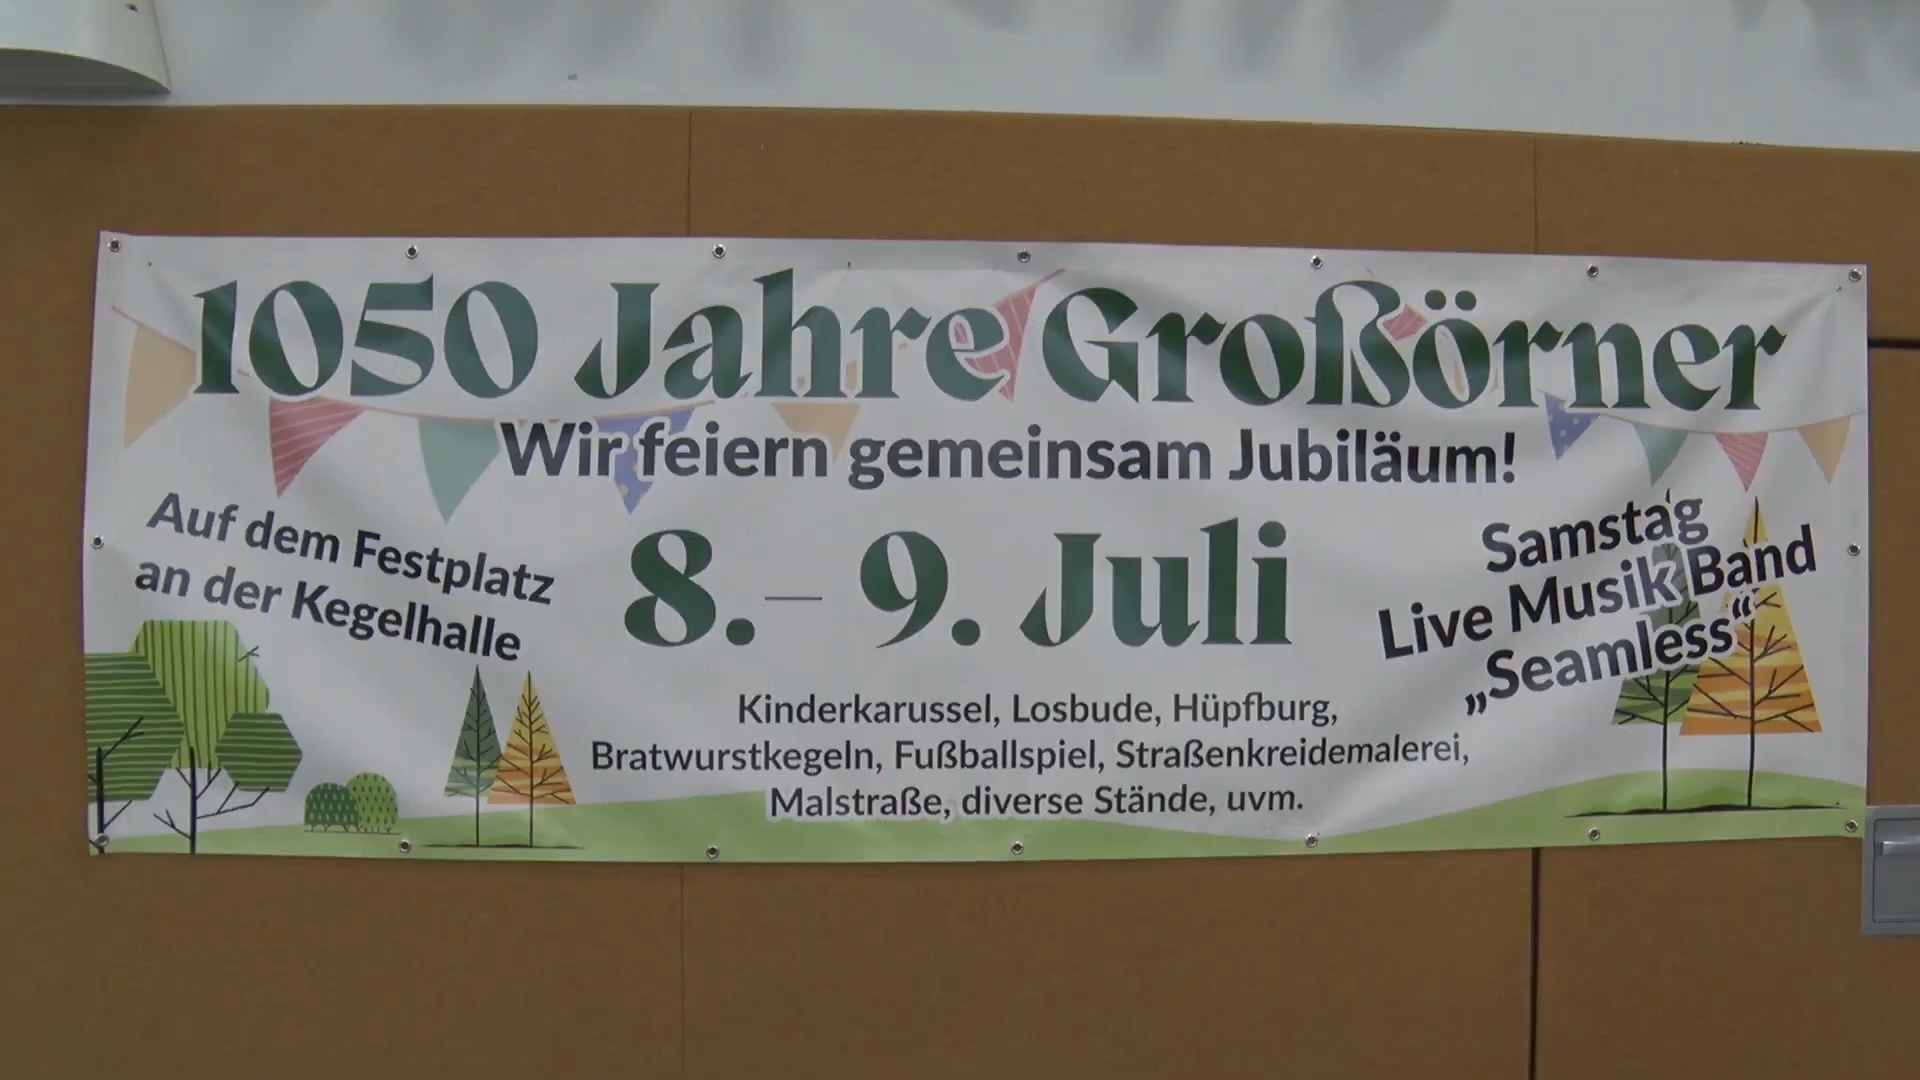 1050 Jahre Großörner
Wir feiern gemeinsam Jubiläum!
Auf dem Festplatz
an der Kegelhalle
8. – 9. Juli
Samstag
Live Musik Band
„Seamless“
Kinderkarussel, Losbude, Hüpfburg,
Bratwurstkegeln, Fußballspiel, Straßenkreidemalerei,
Malstraße, diverse Stände, uvm.